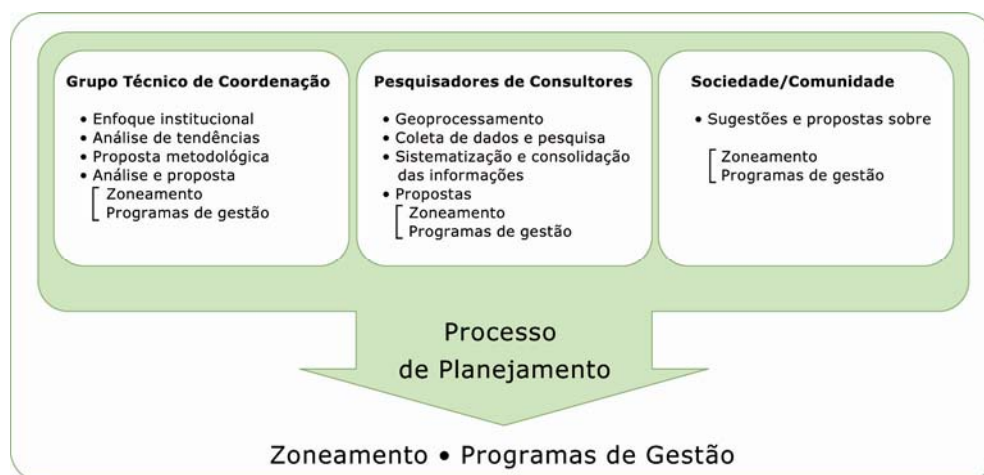 Grupo Técnico de Coordenação
• Enfoque institucional
• Análise de tendências
• Proposta metodológica
• Análise e proposta
Zoneamento
Programas de gestão
Pesquisadores de Consultores
• Geoprocessamento
• Coleta de dados e pesquisa
• Sistematização e consolidação
das informações
• Propostas
Zoneamento
Programas de gestão
Sociedade/Comunidade
• Sugestões e propostas sobre
Zoneamento
Programas de gestão
Processo
de Planejamento
Zoneamento • Programas de Gestão